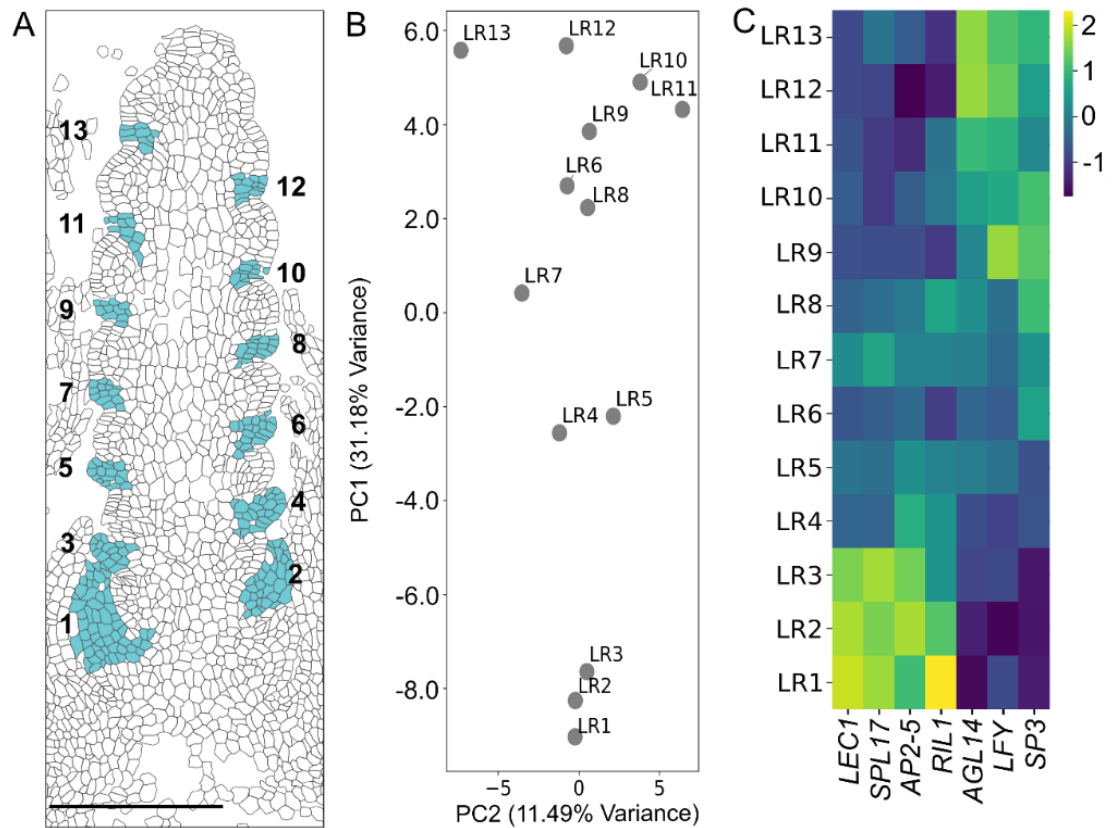 A
13
12
11
10
9
8
7
6
5
4
3
2
1
B
6.0
4.0
2.0
0.0
-2.0
-4.0
-6.0
-8.0
PC1 (31.18% Variance)
LR13
LR12
LR10
LR11
LR9
LR6
LR8
LR7
LR5
LR4
LR3
LR2
LR1
−5
0
5
PC2 (11.49% Variance)
C
LR13
LR12
LR11
LR10
LR9
LR8
LR7
LR6
LR5
LR4
LR3
LR2
LR1
LEC1
SPL17
AP2-5
RIL1
AGL14
LFY
SP3
2
1
0
-1